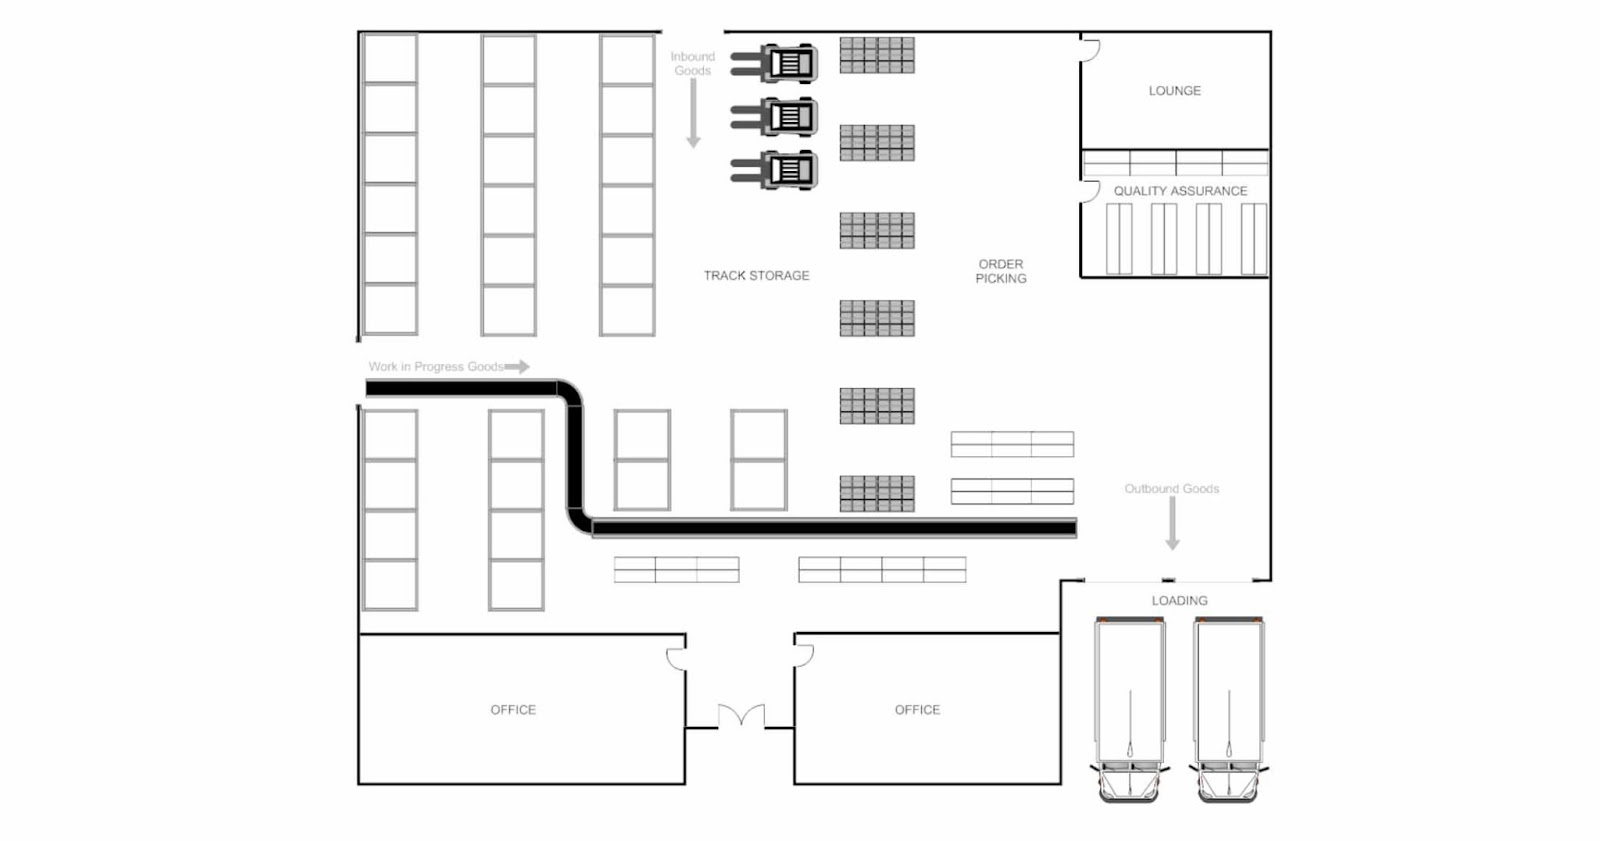 Inbound
Goods
LOUNGE
QUALITY ASSURANCE
TRACK STORAGE
ORDER
PICKING
Work in Progress Goods
Outbound Goods
LOADING
OFFICE
OFFICE